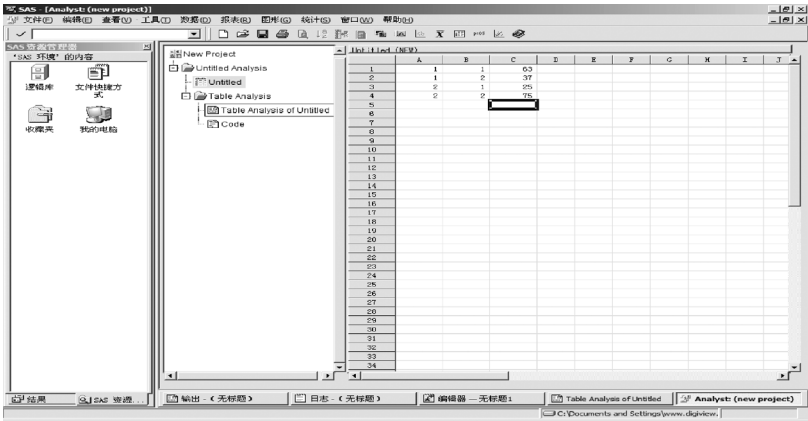 SAS - [Analyst: (new project)]
文件(F) 编辑(E) 查看(V) 工具(T) 数据(D) 报表(R) 图形(G) 统计(S) 窗口(W) 帮助(H)
SAS 资源管理器
"SAS 环境" 的内容
逻辑库
文件快捷方式
收藏夹
我的电脑
New Project
Untitled Analysis
Untitled
Table Analysis
Table Analysis of Untitled
Code
Untitled (NEW)
A B C D E F G H I J
1 1 1 63
2 1 2 37
3 2 1 25
4 2 2 75
5
6
7
8
9
10
11
12
13
14
15
16
17
18
19
20
21
22
23
24
25
26
27
28
29
30
31
32
33
34
结果
SAS 资源...
输出 - (无标题)
日志 - (无标题)
编辑器 - 无标题1
Table Analysis of Untitled
Analyst: (new project)
C:\Documents and Settings\www.digiview.